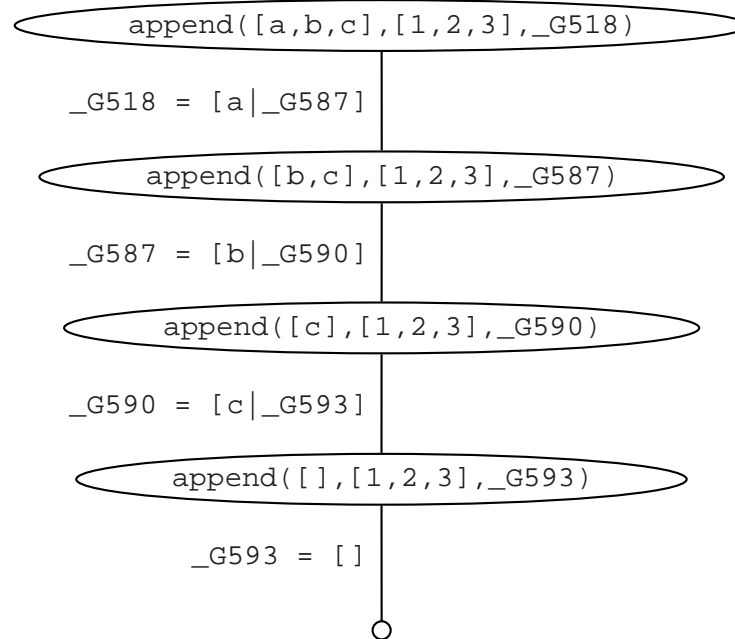 append([a,b,c],[1,2,3],_G518)
_G518 = [a|_G587]
append([b,c],[1,2,3],_G587)
_G587 = [b|_G590]
append([c],[1,2,3],_G590)
_G590 = [c|_G593]
append([],[1,2,3],_G593)
_G593 = []